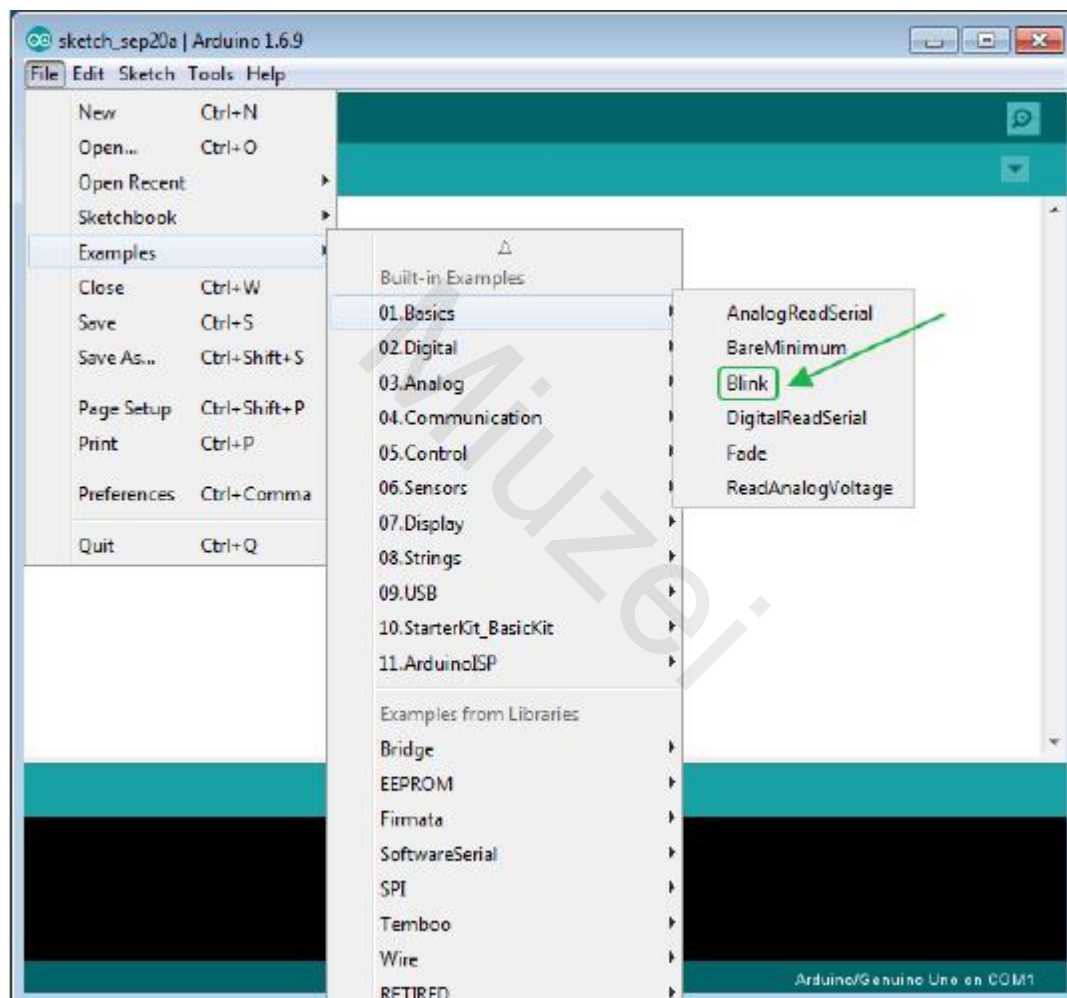 sketch_sep20a | Arduino 1.6.9
File Edit Sketch Tools Help
New Ctrl+N
Open... Ctrl+O
Open Recent
Sketchbook
Examples
Close Ctrl+W
Save Ctrl+S
Save As... Ctrl+Shift+S
Page Setup Ctrl+Shift+P
Print Ctrl+P
Preferences Ctrl+Comma
Quit Ctrl+Q
Built-in Examples
01.Basics
02.Digital
03.Analog
04.Communication
05.Control
06.Sensors
07.Display
08.Strings
09.USB
10.StarterKit_BasicKit
11.ArduinoISP
Examples from Libraries
Bridge
EEPROM
Firmata
SoftwareSerial
SPI
Temboo
Wire
RETIRED
AnalogReadSerial
BareMinimum
Blink
DigitalReadSerial
Fade
ReadAnalogVoltage
Miuzei
Arduino/Genuino Uno on COM1